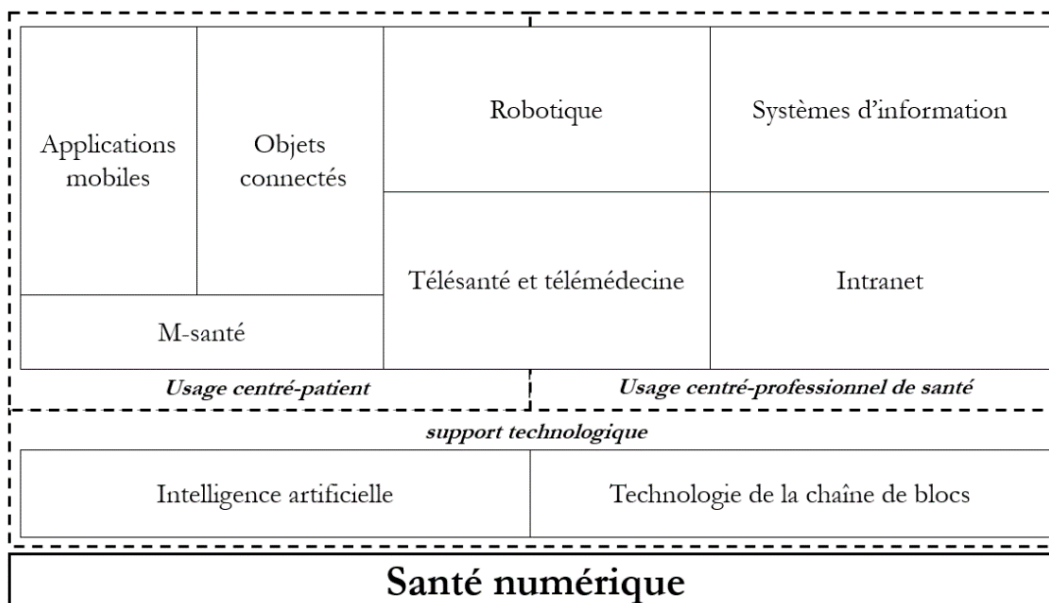 Applications
mobiles
Objets
connectés
Robotique
Systèmes d'information
Télésanté et télémédecine
Intranet
M-santé
Usage centré-patient
Usage centré-professionnel de santé
support technologique
Intelligence artificielle
Technologie de la chaîne de blocs
Santé numérique